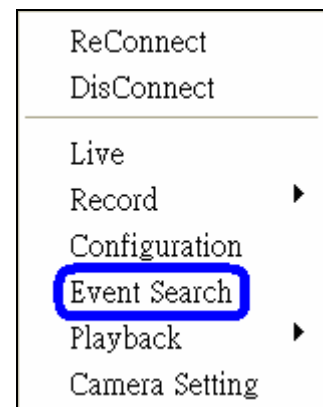 ReConnect
DisConnect
Live
Record
Configuration
Event Search
Playback
Camera Setting